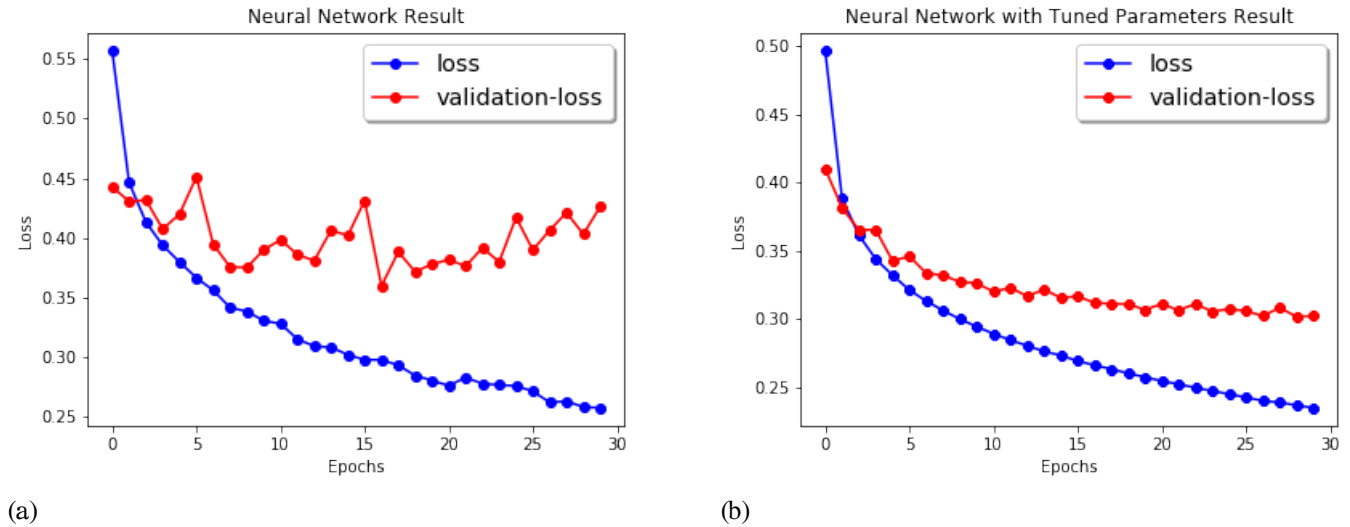 Neural Network Result
loss
validation-loss
0.55
0.50
0.45
0.40
0.35
0.30
0.25
Loss
0 5 10 15 20 25 30
Epochs
(a)
Neural Network with Tuned Parameters Result
loss
validation-loss
0.50
0.45
0.40
0.35
0.30
0.25
Loss
0 5 10 15 20 25 30
Epochs
(b)